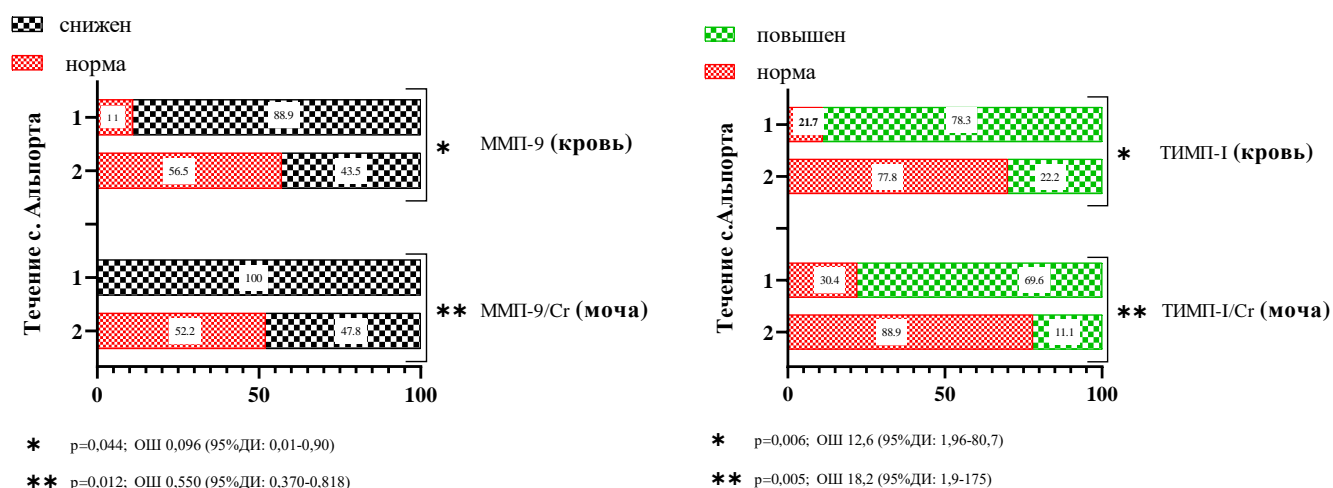 снижен
норма
Течение с. Альпорта
1
11
88.9
2
56.5
43.5
*
ММП-9 (кровь)
1
100
2
52.2
47.8
**
ММП-9/Cr (моча)
0
50
100
* p=0,044; ОШ 0,096 (95%ДИ: 0,01-0,90)
** p=0,012; ОШ 0,550 (95%ДИ: 0,370-0,818)
повышен
норма
Течение с.Альпорта
1
21.7
78.3
2
77.8
22.2
*
ТИМП-I (кровь)
1
30.4
69.6
2
88.9
11.1
**
ТИМП-I/Cr (моча)
0
50
100
* p=0,006; ОШ 12,6 (95%ДИ: 1,96-80,7)
** p=0,005; ОШ 18,2 (95%ДИ: 1,9-175)